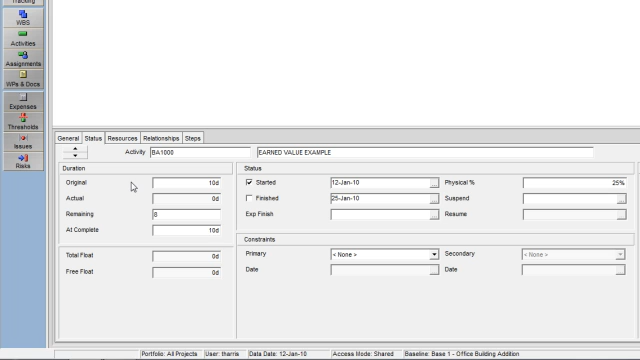 Tracking
WBS
Activities
Assignments
WPs & Docs
Expenses
Thresholds
Issues
Risks
General Status Resources Relationships Steps
Activity BA1000 EARNED VALUE EXAMPLE
Duration Status
Original 10d Started 12-Jan-10 ... Physical % 25%
Actual 0d Finished 25-Jan-10 ... Suspend ...
Remaining 8 Exp Finish ... Resume ...
At Complete 10d
Constraints
Total Float 0d Primary < None > Secondary < None >
Free Float 0d Date ... Date ...
Portfolio: All Projects User: tharris Data Date: 12-Jan-10 Access Mode: Shared Baseline: Base 1 - Office Building Addition